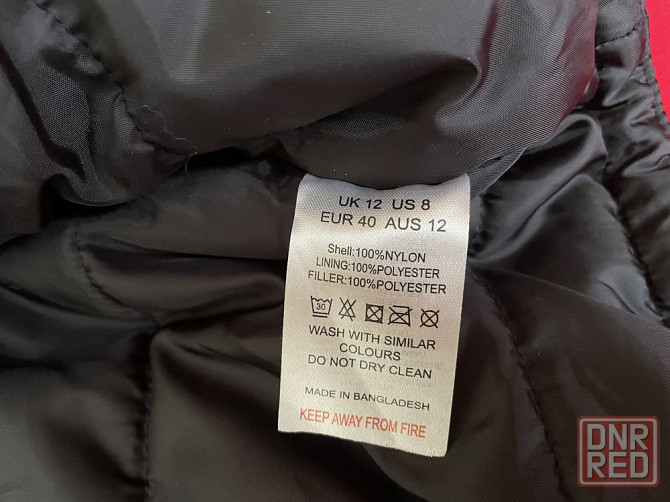 UK 12 US 8
EUR 40 AUS 12
Shell:100%NYLON
LINING:100%POLYESTER
FILLER:100%POLYESTER
30
WASH WITH SIMILAR
COLOURS
DO NOT DRY CLEAN
MADE IN BANGLADESH
KEEP AWAY FROM FIRE
DNR
RED